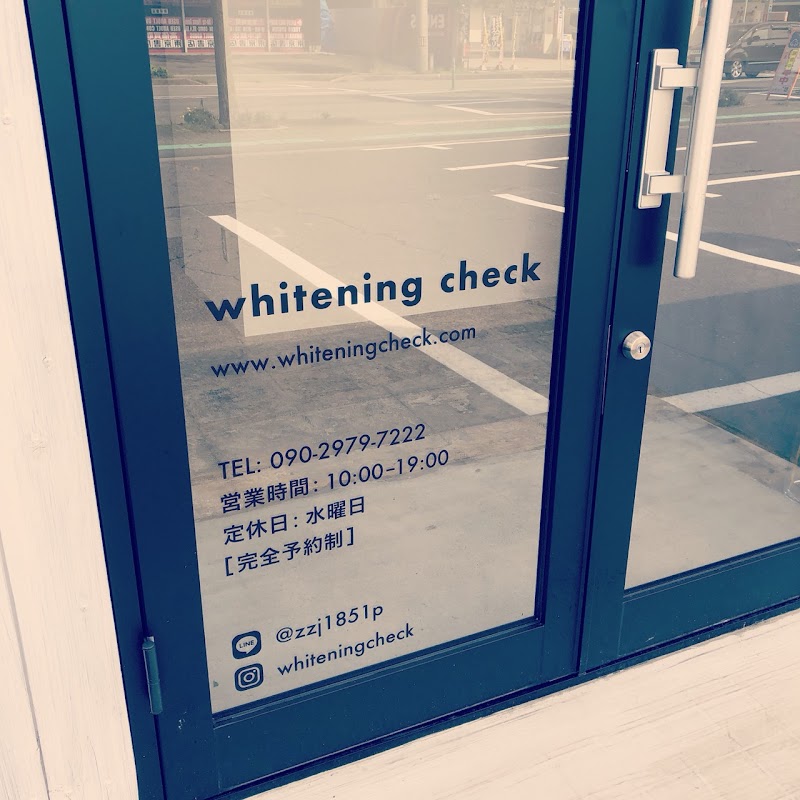 whitening check
www.whiteningcheck.com
TEL: 090-2979-7222
営業時間: 10:00-19:00
定休日: 水曜日
[完全予約制]
LINE @zzj1851p
whiteningcheck